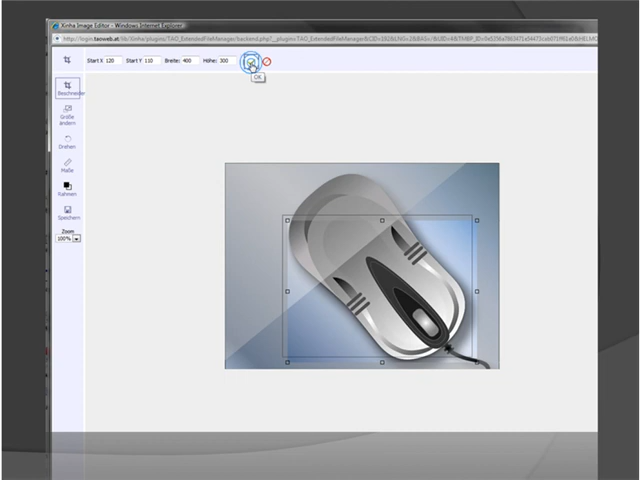 Xinha Image Editor - Windows Internet Explorer
Start X 120 Start Y 110 Breite: 400 Höhe: 300
OK
Beschneiden
Größe
ändern
Drehen
Maße
Rahmen
Speichern
Zoom
100%